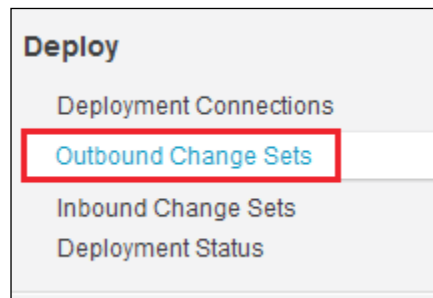 Deploy
Deployment Connections
Outbound Change Sets
Inbound Change Sets
Deployment Status